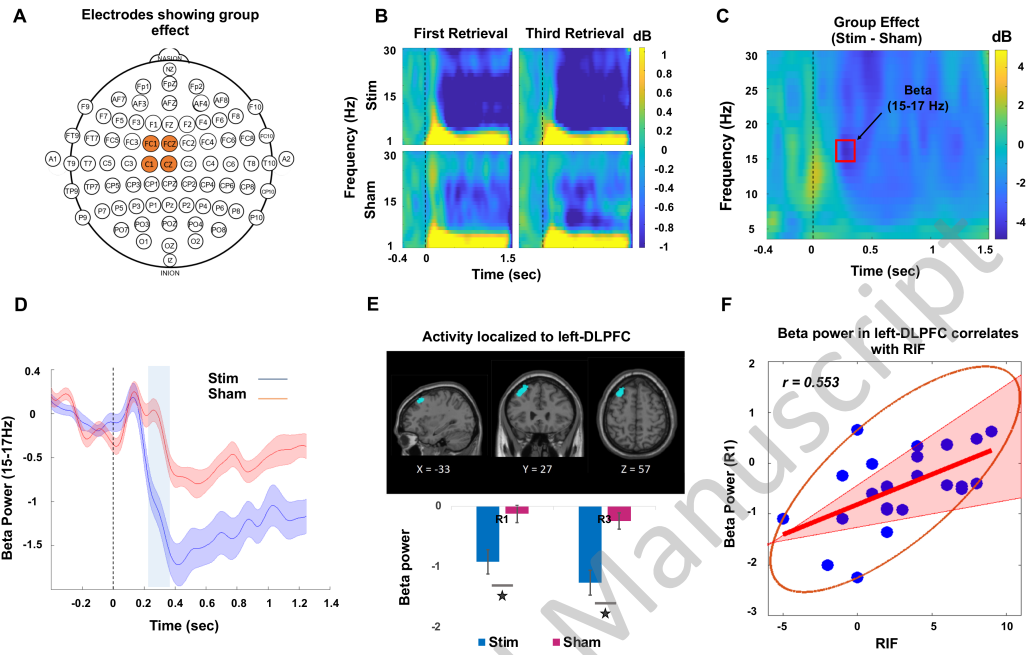 A
Electrodes showing group
effect
NASION
NZ
Fp1 FpZ Fp2
AF7 AF3 AFZ AF4 AF8
F9 F7 F5 F3 F1 FZ F2 F4 F6 F8 F10
FT9 FT7 FC5 FC3 FC1 FCZ FC2 FC4 FC6 FC8 FC10
A1 T9 T7 C5 C3 C1 CZ C2 C4 C6 T8 T10 A2
TP9 TP7 CP5 CP3 CP1 CPZ CP2 CP4 CP6 CP8 CP10
P9 P7 P5 P3 P1 Pz P2 P4 P6 P8 P10
PO7 PO3 POZ PO4 PO8
O1 OZ O2
IZ
INION
B
First Retrieval Third Retrieval
dB
Frequency (Hz)
Stim
Sham
30
15
1
30
15
1
1
0.8
0.6
0.4
0.2
0
-0.2
-0.4
-0.6
-0.8
-1
-0.4 0 1.5 0 1.5
Time (sec)
C
Group Effect
(Stim - Sham)
dB
Beta
(15-17 Hz)
Frequency (Hz)
30
25
20
15
10
5
4
2
0
-2
-4
-0.4 0 0.5 1 1.5
Time (sec)
D
Stim
Sham
Beta Power (15-17Hz)
0.4
0
-0.5
-1
-1.5
-0.2 0 0.2 0.4 0.6 0.8 1 1.2 1.4
Time (sec)
E
Activity localized to left-DLPFC
X = -33 Y = 27 Z = 57
Beta power
0
-1
-2
R1 R3
Stim Sham
F
Beta power in left-DLPFC correlates
with RIF
r = 0.553
Beta Power (R1)
2
1
0
-1
-2
-3
-5 0 5 10
RIF
Manuscript